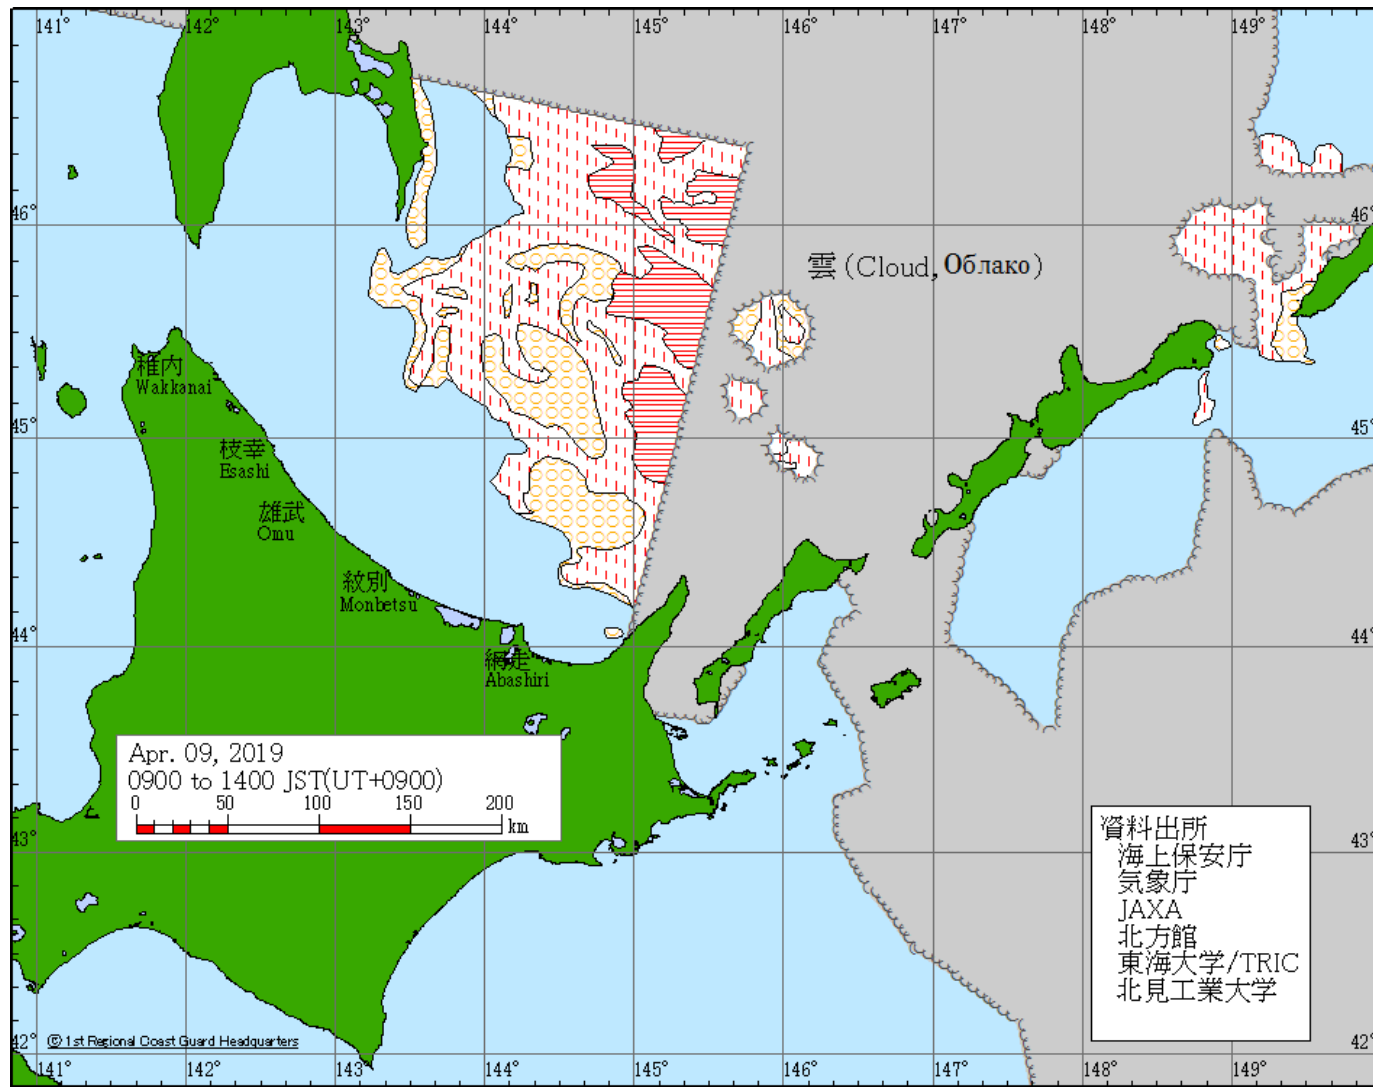 141° 142° 143° 144° 145° 146° 147° 148° 149°
46° 46°
雲(Cloud, Облако)
稚内
Wakkanai
45° 45°
枝幸
Esashi
雄武
Omu
紋別
Monbetsu
44° 44°
網走
Abashiri
Apr. 09, 2019
0900 to 1400 JST(UT+0900)
0 50 100 150 200
km
43° 43°
資料出所
海上保安庁
気象庁
JAXA
北方館
東海大学/TRIC
北見工業大学
42° 42°
© 1st Regional Coast Guard Headquarters
141° 142° 143° 144° 145° 146° 147° 148° 149°